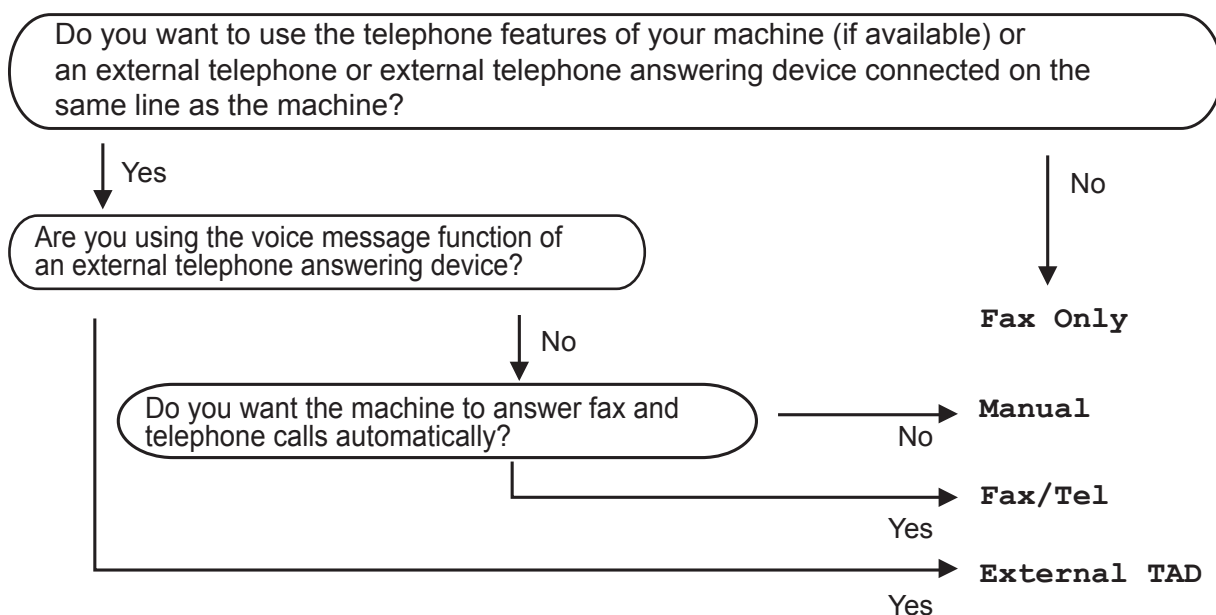 Do you want to use the telephone features of your machine (if available) or
an external telephone or external telephone answering device connected on the
same line as the machine?
Yes
No
Are you using the voice message function of
an external telephone answering device?
Fax Only
No
Do you want the machine to answer fax and
telephone calls automatically?
Manual
No
Fax/Tel
Yes
External TAD
Yes